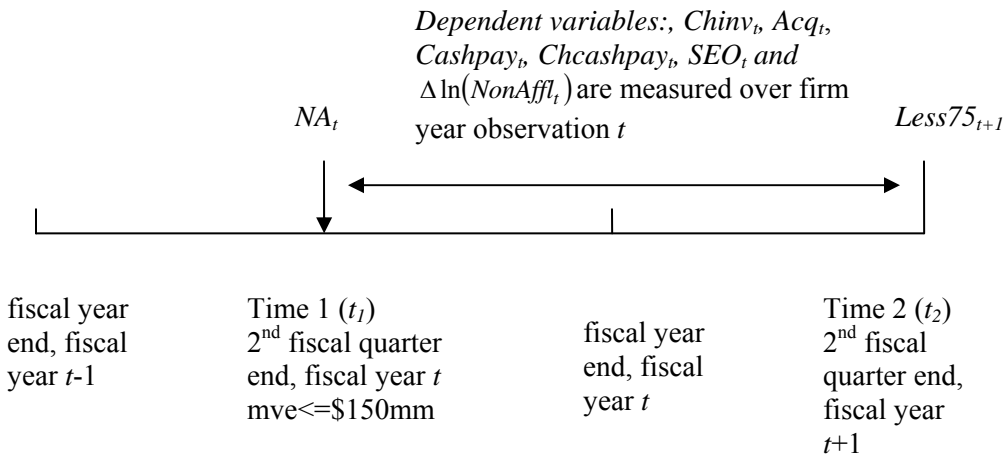 Dependent variables:, Chinvₜ, Acqₜ,
Cashpayₜ, Chcashpayₜ, SEOₜ and
Δ ln(NonAfflₜ) are measured over firm
year observation t
NAₜ
Less75ₜ₊₁
fiscal year
end, fiscal
year t-1
Time 1 (t₁)
2ⁿᵈ fiscal quarter
end, fiscal year t
mve<=$150mm
fiscal year
end, fiscal
year t
Time 2 (t₂)
2ⁿᵈ fiscal
quarter end,
fiscal year
t+1